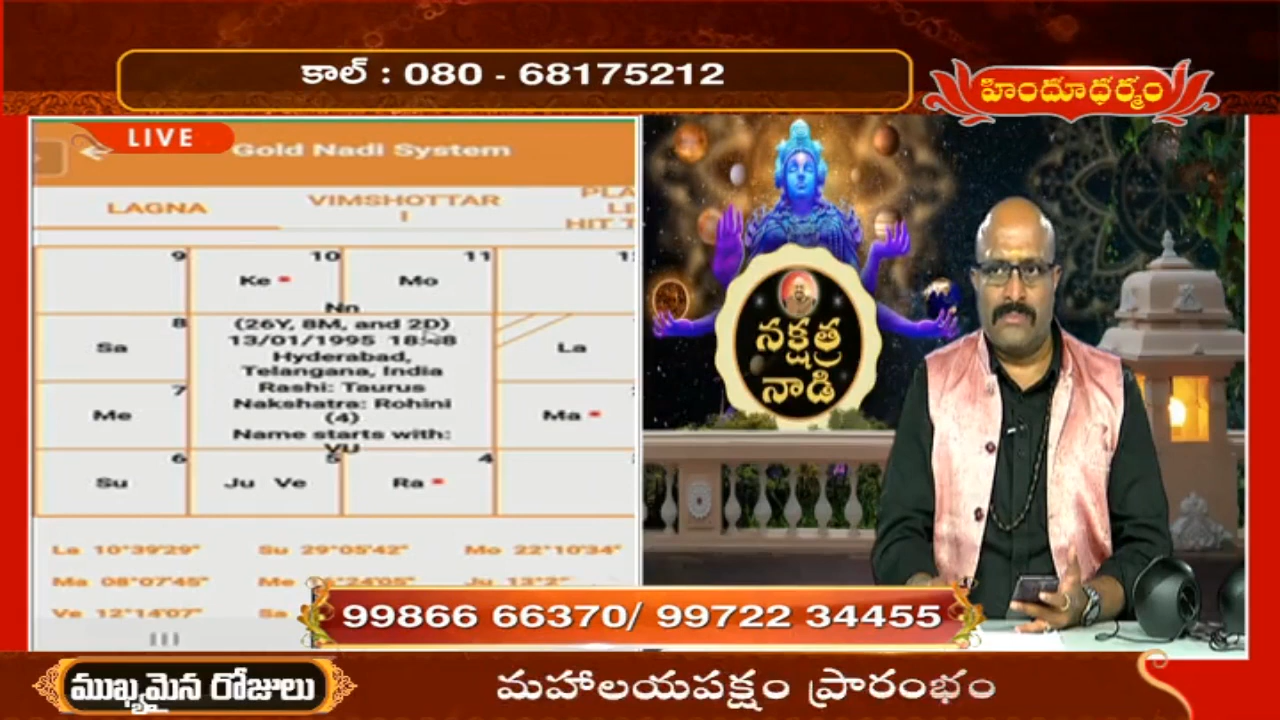 కాల్ : 080 - 68175212
హిందూధర్మం
LIVE
Gold Nadi System
LAGNA
VIMSHOTTAR
I
9
10
11
Ke
Mo
Nn
8
(26Y, 8M, and 2D)
13/01/1995
Sa
Hyderabad,
La
Telangana, India
Rashi: Taurus
7
Nakshatra: Rohini
Me
(4)
Ma
Name starts with:
VU
6
5
4
Su
Ju Ve
Ra
La 10°39'29"
Su 29°05'42"
Mo 22°10'34"
Ma 08°07'45"
Me
Ju
Ve 12°14'07"
Sa
నక్షత్ర
నాడి
99866 66370/ 99722 34455
ముఖ్యమైన రోజులు
మహాలయపక్షం ప్రారంభం